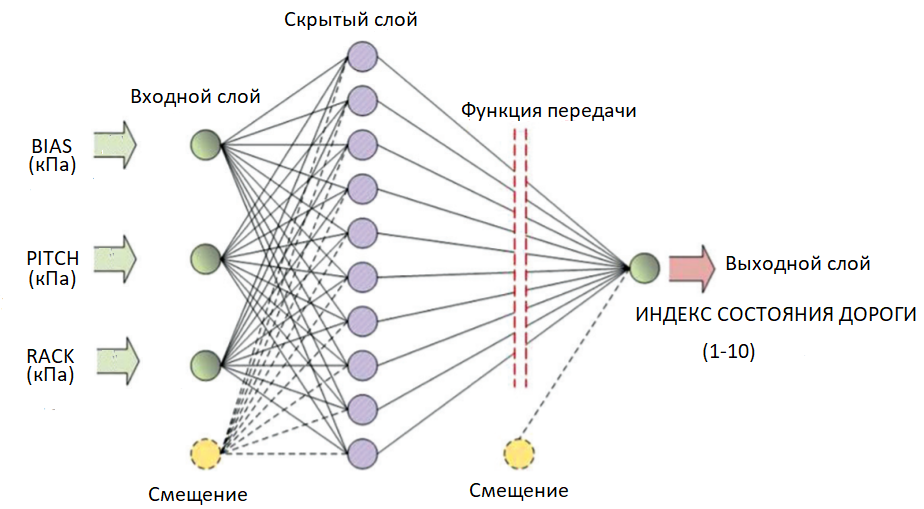 Скрытый слой
Входной слой
Функция передачи
BIAS
(кПа)
PITCH
(кПа)
Выходной слой
ИНДЕКС СОСТОЯНИЯ ДОРОГИ
(1-10)
RACK
(кПа)
Смещение
Смещение